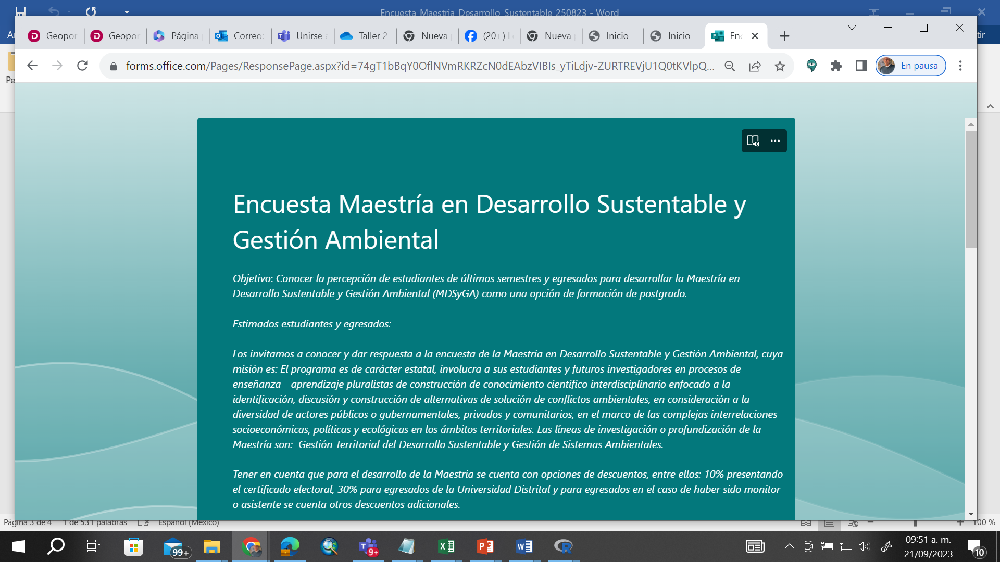 Encuesta_Maestria_Desarrollo_Sustentable_250823 - Word
Geopor
Geopor
Página
Correo:
Unirse a
Taller 2
Nueva
(20+) L
Nueva
Inicio -
Inicio -
Enc
forms.office.com/Pages/ResponsePage.aspx?id=74gT1bBqY0OflNVmRKRZcN0dEAbzVIBIs_yTiLdjv-ZURTREVjU1Q0tKVlpQ...
En pausa
Encuesta Maestría en Desarrollo Sustentable y
Gestión Ambiental
Objetivo: Conocer la percepción de estudiantes de últimos semestres y egresados para desarrollar la Maestría en
Desarrollo Sustentable y Gestión Ambiental (MDSyGA) como una opción de formación de postgrado.
Estimados estudiantes y egresados:
Los invitamos a conocer y dar respuesta a la encuesta de la Maestría en Desarrollo Sustentable y Gestión Ambiental, cuya
misión es: El programa es de carácter estatal, involucra a sus estudiantes y futuros investigadores en procesos de
enseñanza - aprendizaje pluralistas de construcción de conocimiento científico interdisciplinario enfocado a la
identificación, discusión y construcción de alternativas de solución de conflictos ambientales, en consideración a la
diversidad de actores públicos o gubernamentales, privados y comunitarios, en el marco de las complejas interrelaciones
socioeconómicas, políticas y ecológicas en los ámbitos territoriales. Las líneas de investigación o profundización de la
Maestría son:  Gestión Territorial del Desarrollo Sustentable y Gestión de Sistemas Ambientales.
Tener en cuenta que para el desarrollo de la Maestría se cuenta con opciones de descuentos, entre ellos: 10% presentando
el certificado electoral, 30% para egresados de la Universidad Distrital y para egresados en el caso de haber sido monitor
o asistente se cuenta otros descuentos adicionales.
Página 3 de 4
1 de 531 palabras
Español (México)
100 %
99+
9+
09:51 a. m.
21/09/2023
10